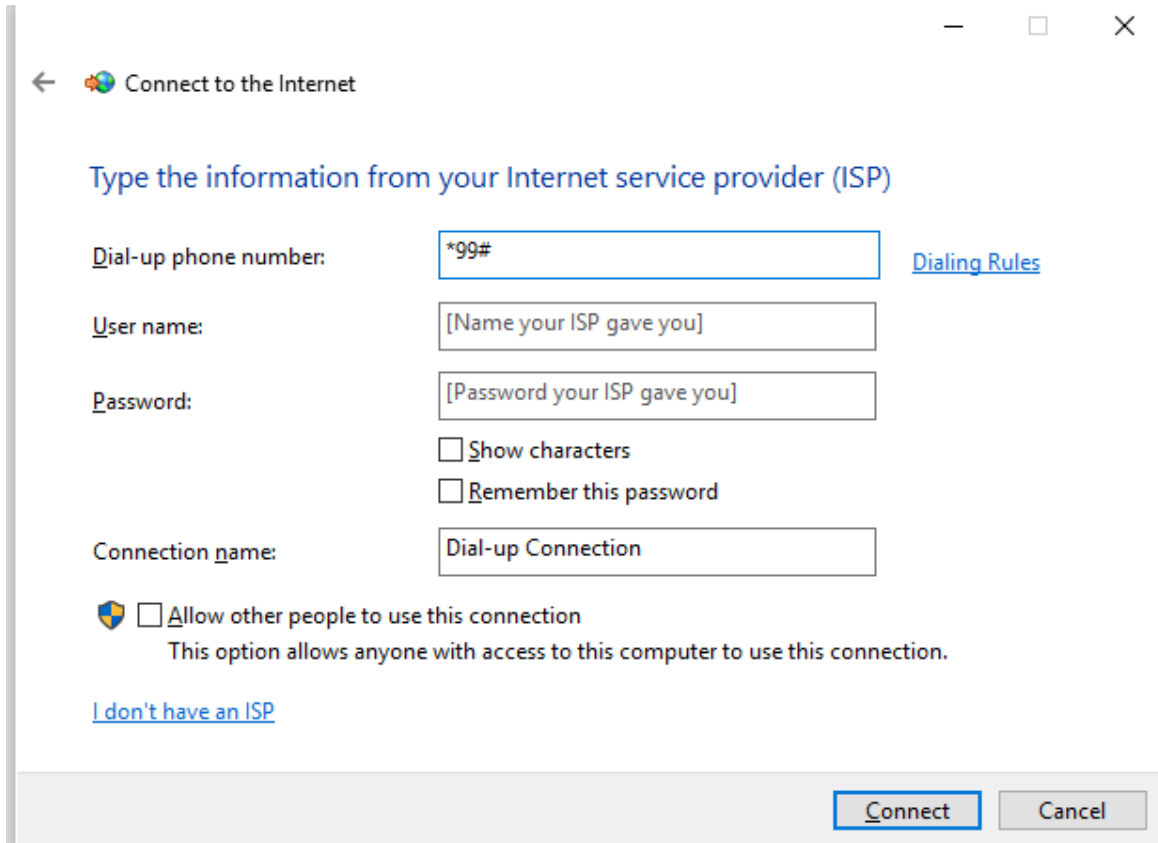 Connect to the Internet
Type the information from your Internet service provider (ISP)
Dial-up phone number: *99# Dialing Rules
User name: [Name your ISP gave you]
Password: [Password your ISP gave you]
Show characters
Remember this password
Connection name: Dial-up Connection
Allow other people to use this connection
This option allows anyone with access to this computer to use this connection.
I don't have an ISP
Connect Cancel